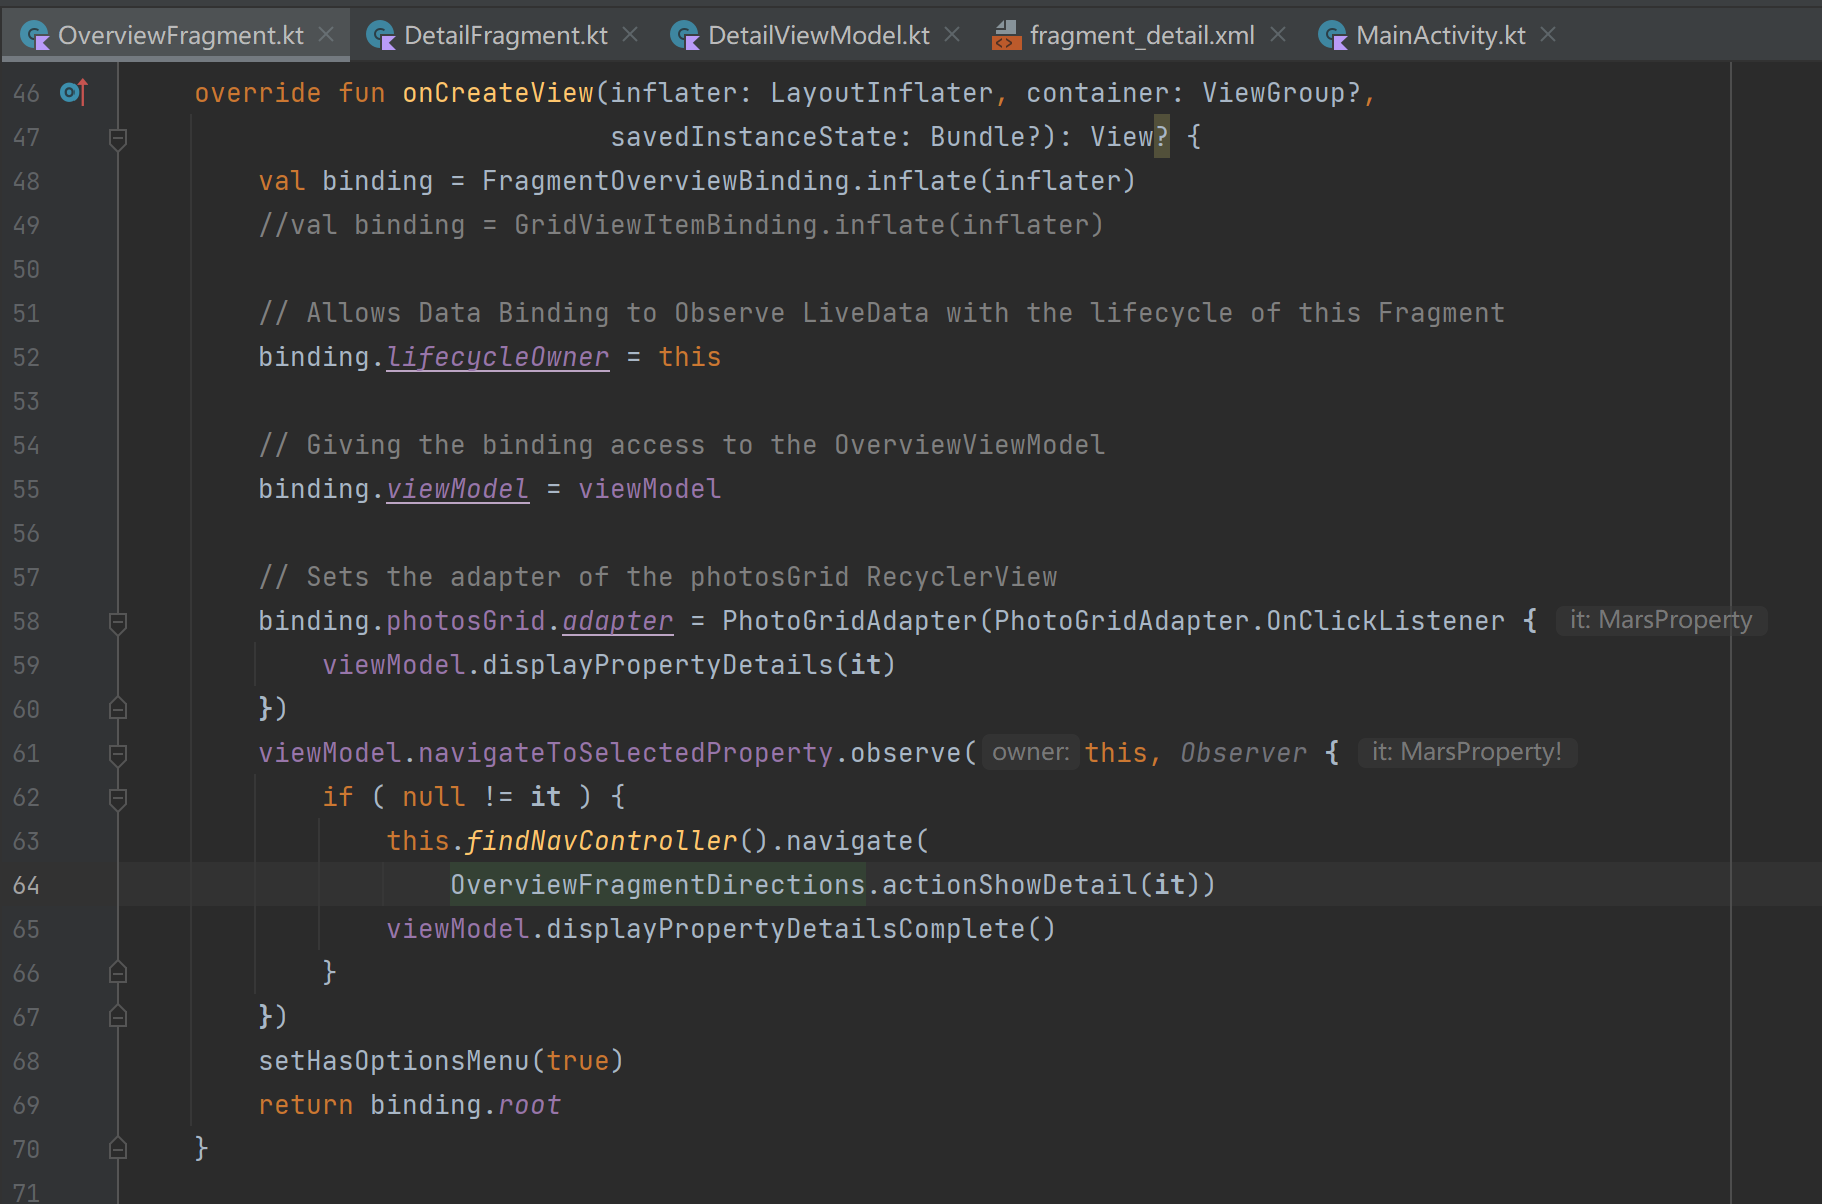 OverviewFragment.kt DetailFragment.kt DetailViewModel.kt fragment_detail.xml MainActivity.kt
46 override fun onCreateView(inflater: LayoutInflater, container: ViewGroup?,
47 savedInstanceState: Bundle?): View? {
48 val binding = FragmentOverviewBinding.inflate(inflater)
49 //val binding = GridViewItemBinding.inflate(inflater)
50
51 // Allows Data Binding to Observe LiveData with the lifecycle of this Fragment
52 binding.lifecycleOwner = this
53
54 // Giving the binding access to the OverviewViewModel
55 binding.viewModel = viewModel
56
57 // Sets the adapter of the photosGrid RecyclerView
58 binding.photosGrid.adapter = PhotoGridAdapter(PhotoGridAdapter.OnClickListener { it: MarsProperty
59 viewModel.displayPropertyDetails(it)
60 })
61 viewModel.navigateToSelectedProperty.observe( owner: this, Observer { it: MarsProperty!
62 if ( null != it ) {
63 this.findNavController().navigate(
64 OverviewFragmentDirections.actionShowDetail(it))
65 viewModel.displayPropertyDetailsComplete()
66 }
67 })
68 setHasOptionsMenu(true)
69 return binding.root
70 }
71